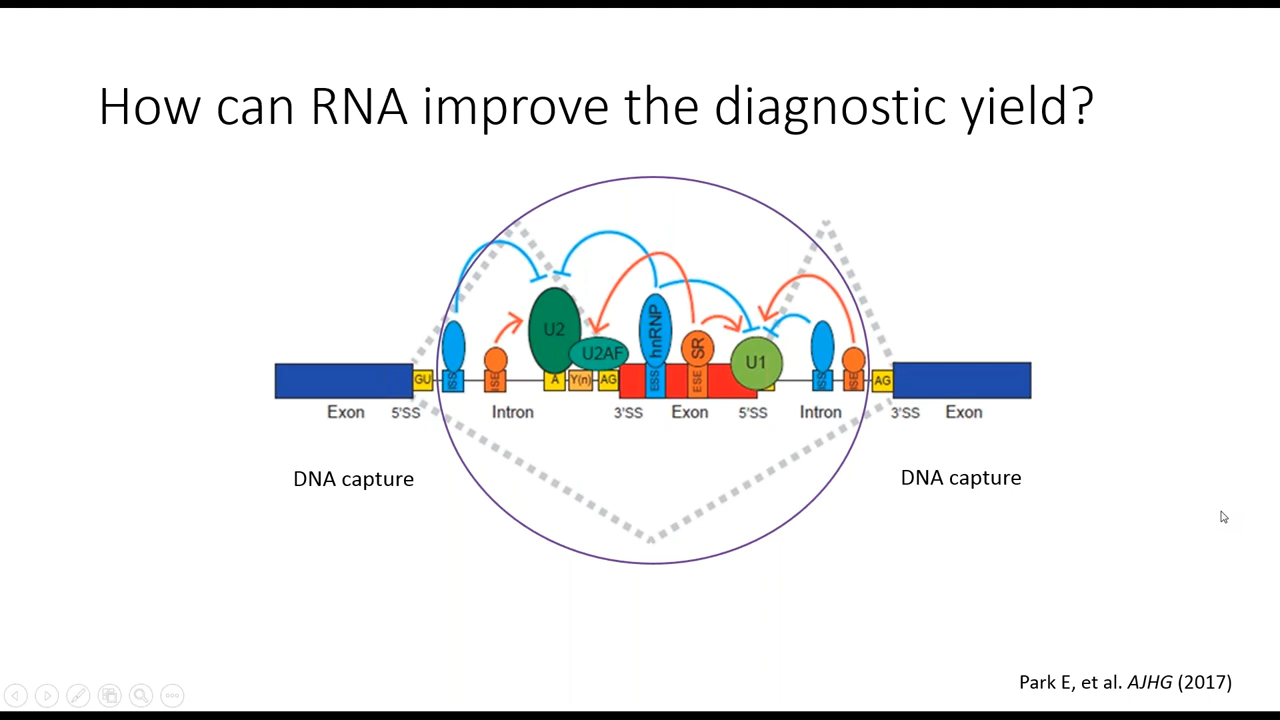 How can RNA improve the diagnostic yield?
hnRNP
U2
U2AF
SR
U1
GU
ISS
ISE
A
Y(n)
AG
ESS
ESE
ISS
ISE
AG
Exon
5'SS
Intron
3'SS
Exon
5'SS
Intron
3'SS
Exon
DNA capture
DNA capture
Park E, et al. AJHG (2017)